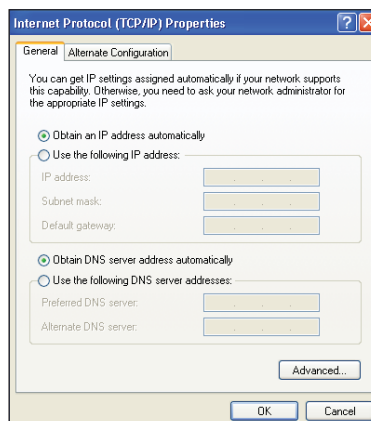 Internet Protocol (TCP/IP) Properties
General Alternate Configuration
You can get IP settings assigned automatically if your network supports
this capability. Otherwise, you need to ask your network administrator for
the appropriate IP settings.
Obtain an IP address automatically
Use the following IP address:
IP address:
Subnet mask:
Default gateway:
Obtain DNS server address automatically
Use the following DNS server addresses:
Preferred DNS server:
Alternate DNS server:
Advanced...
OK Cancel